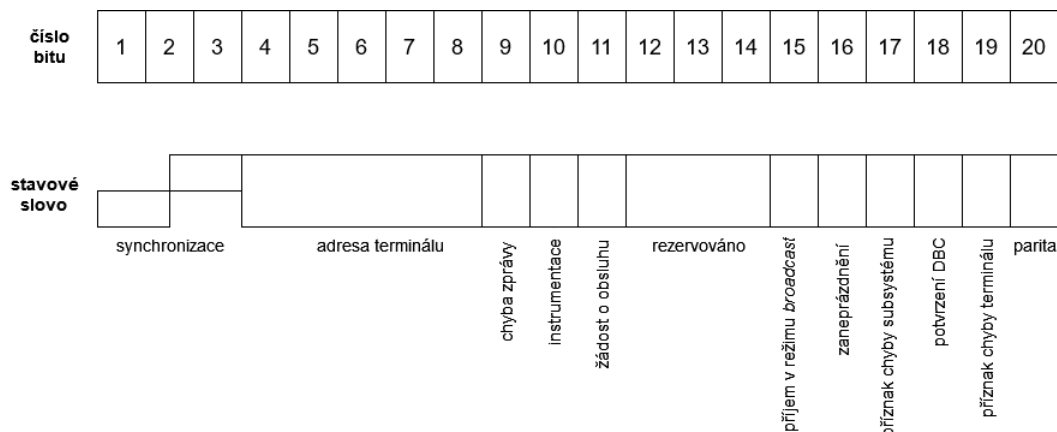 číslo
bitu
1 2 3 4 5 6 7 8 9 10 11 12 13 14 15 16 17 18 19 20
stavové
slovo
synchronizace
adresa terminálu
chyba zprávy
instrumentace
žádost o obsluhu
rezervováno
příjem v režimu broadcast
zaneprázdnění
příznak chyby subsystému
potvrzení DBC
příznak chyby terminálu
parita